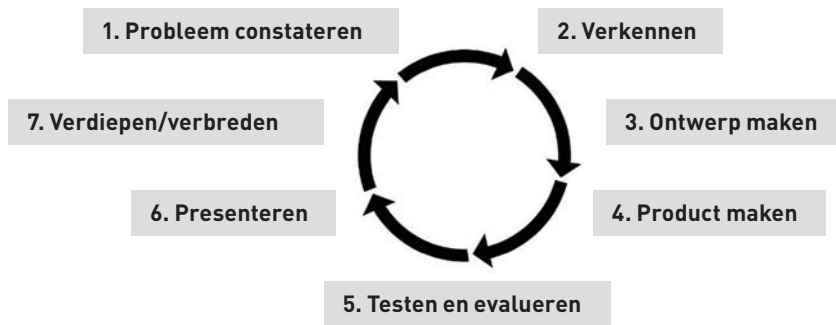 1. Probleem constateren
2. Verkennen
3. Ontwerp maken
4. Product maken
5. Testen en evalueren
6. Presenteren
7. Verdiepen/verbreden